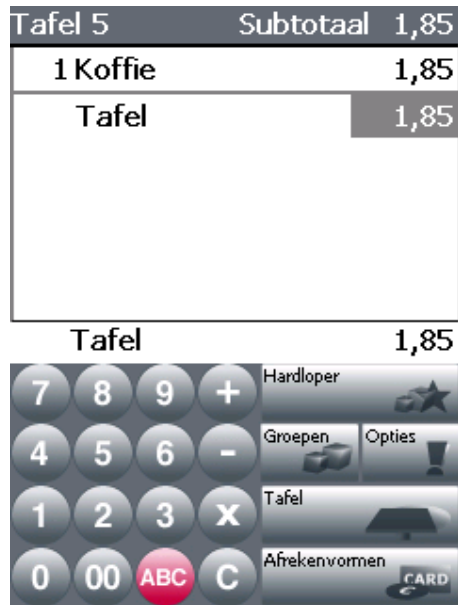 Tafel 5 Subtotaal 1,85
1 Koffie 1,85
Tafel 1,85
Tafel 1,85
7 8 9 + Hardloper
4 5 6 - Groepen Opties
1 2 3 X Tafel
0 00 ABC C Afrekenvormen CARD